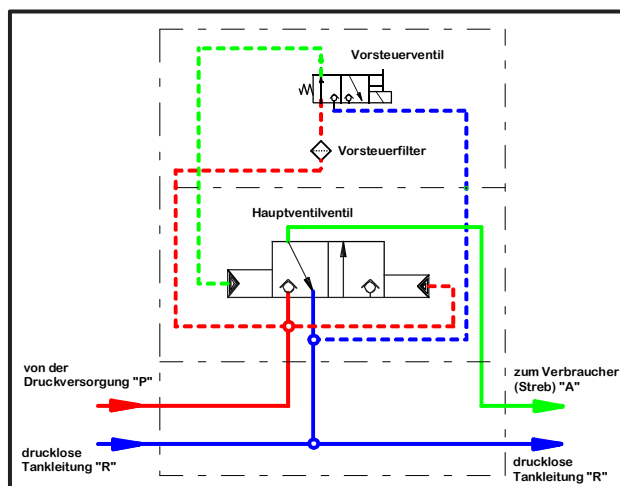 Vorsteuerventil
Vorsteuerfilter
Hauptventilventil
von der
Druckversorgung "P"
zum Verbraucher
(Streb) "A"
drucklose
Tankleitung "R"
drucklose
Tankleitung "R"